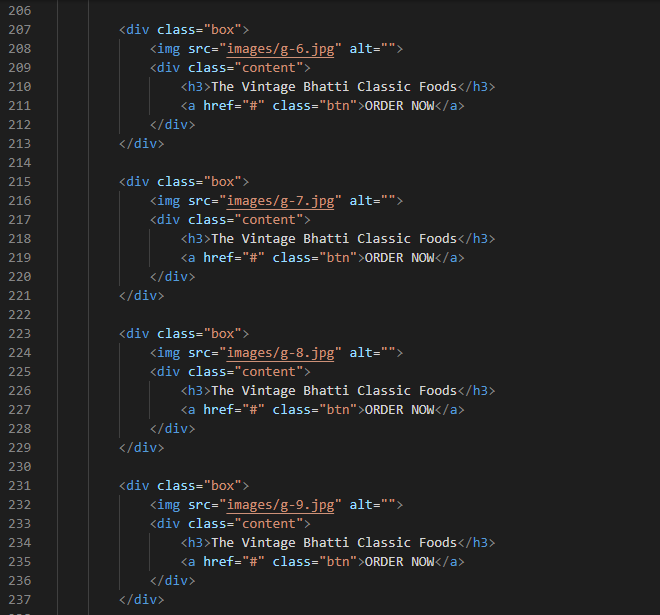 206
207 <div class="box">
208 <img src="images/g-6.jpg" alt="">
209 <div class="content">
210 <h3>The Vintage Bhatti Classic Foods</h3>
211 <a href="#" class="btn">ORDER NOW</a>
212 </div>
213 </div>
214
215 <div class="box">
216 <img src="images/g-7.jpg" alt="">
217 <div class="content">
218 <h3>The Vintage Bhatti Classic Foods</h3>
219 <a href="#" class="btn">ORDER NOW</a>
220 </div>
221 </div>
222
223 <div class="box">
224 <img src="images/g-8.jpg" alt="">
225 <div class="content">
226 <h3>The Vintage Bhatti Classic Foods</h3>
227 <a href="#" class="btn">ORDER NOW</a>
228 </div>
229 </div>
230
231 <div class="box">
232 <img src="images/g-9.jpg" alt="">
233 <div class="content">
234 <h3>The Vintage Bhatti Classic Foods</h3>
235 <a href="#" class="btn">ORDER NOW</a>
236 </div>
237 </div>